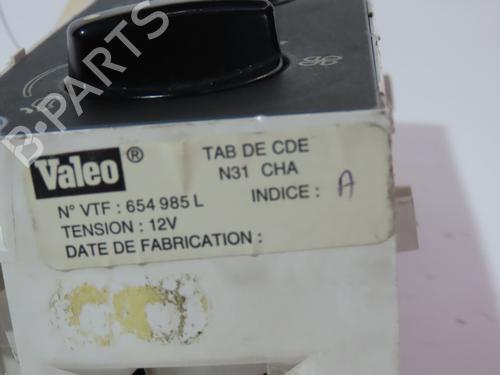 B-PARTS
Valeo®
TAB DE CDE
N31 CHA
N° VTF : 654 985 L
INDICE : A
TENSION : 12V
DATE DE FABRICATION :